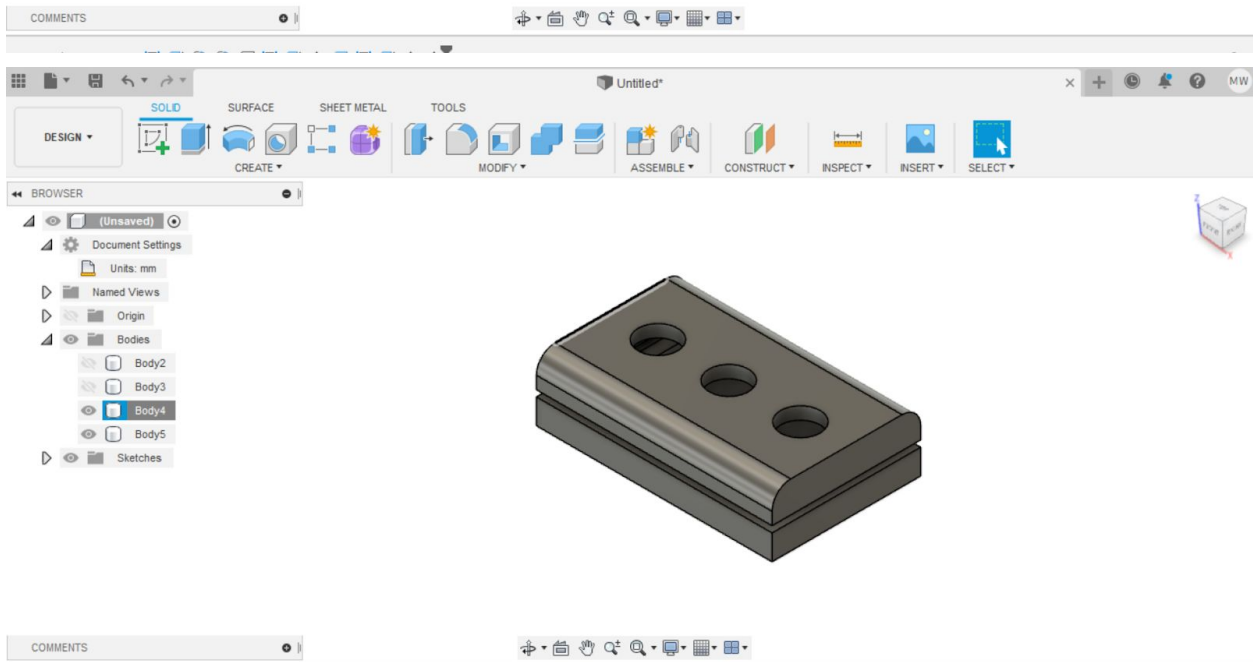 COMMENTS
Untitled*
MW
SOLID SURFACE SHEET METAL TOOLS
DESIGN
CREATE MODIFY ASSEMBLE CONSTRUCT INSPECT INSERT SELECT
BROWSER
(Unsaved)
Document Settings
Units: mm
Named Views
Origin
Bodies
Body2
Body3
Body4
Body5
Sketches
Z
X
COMMENTS